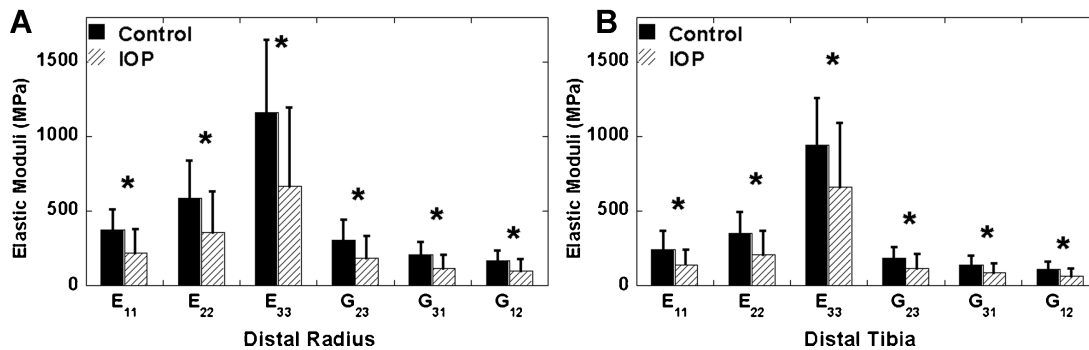 A
Control
IOP
*
1500
1000
500
0
Elastic Moduli (MPa)
* * * * *
E11 E22 E33 G23 G31 G12
Distal Radius
B
Control
IOP
*
1500
1000
500
0
Elastic Moduli (MPa)
* * * * *
E11 E22 E33 G23 G31 G12
Distal Tibia